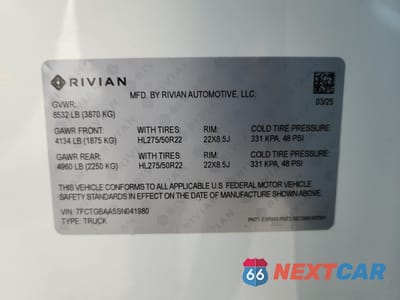 RIVIAN
MFD. BY RIVIAN AUTOMOTIVE, LLC.
03/25
GVWR:
8532 LB (3870 KG)
GAWR FRONT: WITH TIRES: RIM: COLD TIRE PRESSURE:
4134 LB (1875 KG) HL275/50R22 22X8.5J 331 KPA, 48 PSI
GAWR REAR: WITH TIRES: RIM: COLD TIRE PRESSURE:
4960 LB (2250 KG) HL275/50R22 22X8.5J 331 KPA, 48 PSI
THIS VEHICLE CONFORMS TO ALL APPLICABLE U.S. FEDERAL MOTOR VEHICLE
SAFETY STANDARDS IN EFFECT ON THE DATE OF MANUFACTURE SHOWN ABOVE.
VIN: 7FCTGBAA5SN041980
TYPE: TRUCK
66 NEXTCAR